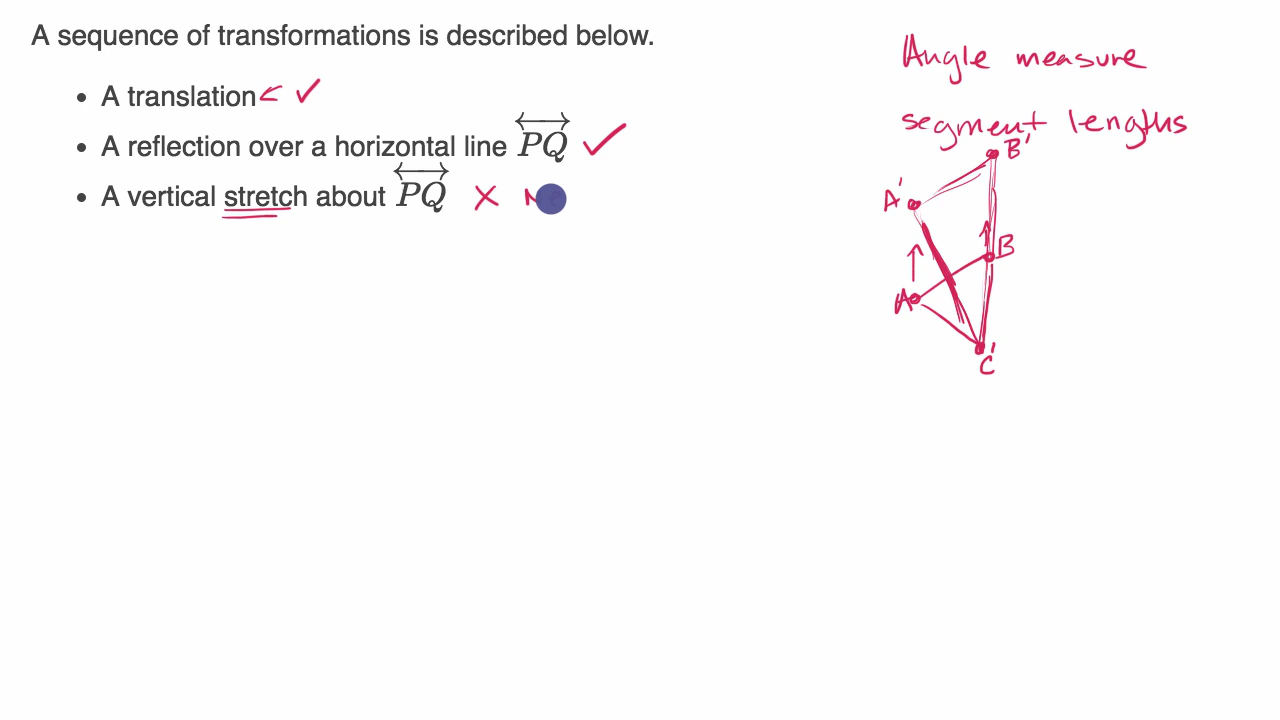 A sequence of transformations is described below.
• A translation
• A reflection over a horizontal line PQ
• A vertical stretch about PQ
Angle measure
segment lengths
B'
A'
B
A
C'